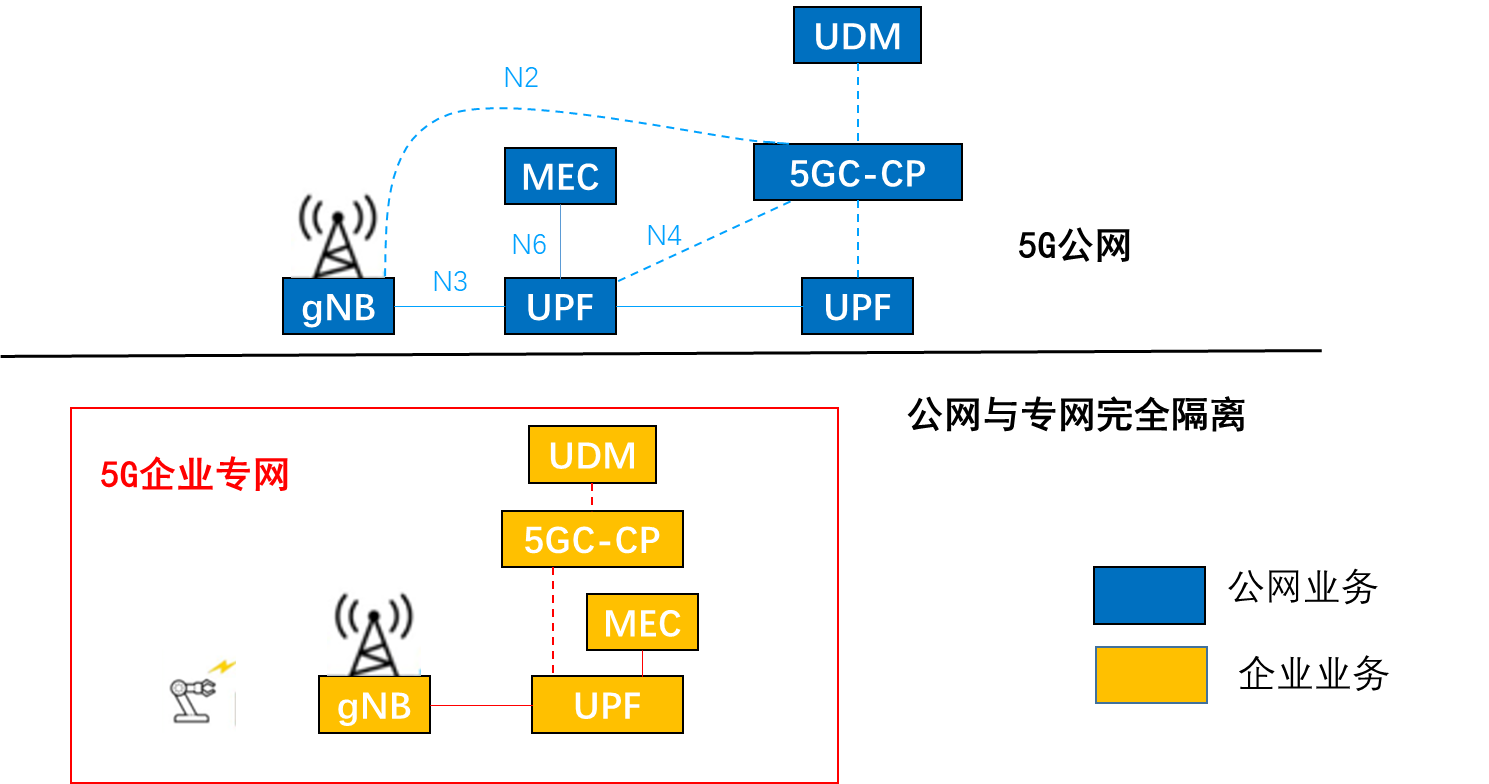 UDM
N2
MEC
5GC-CP
N6
N4
5G公网
N3
gNB
UPF
UPF
公网与专网完全隔离
5G企业专网
UDM
5GC-CP
MEC
gNB
UPF
公网业务
企业业务